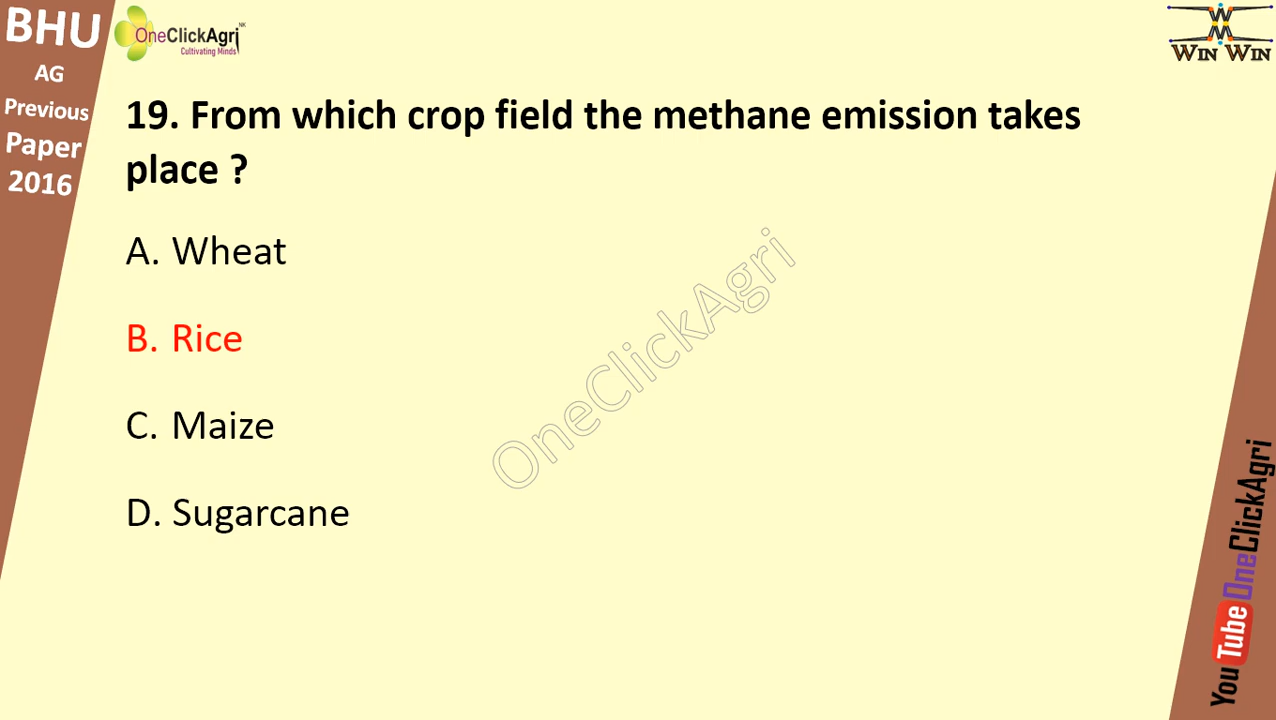 BHU
AG
Previous
Paper
2016
OneClickAgri NK
Cultivating Minds
WIN WIN
19. From which crop field the methane emission takes
place ?
A. Wheat
B. Rice
C. Maize
D. Sugarcane
OneClickAgri
YouTube OneClickAgri